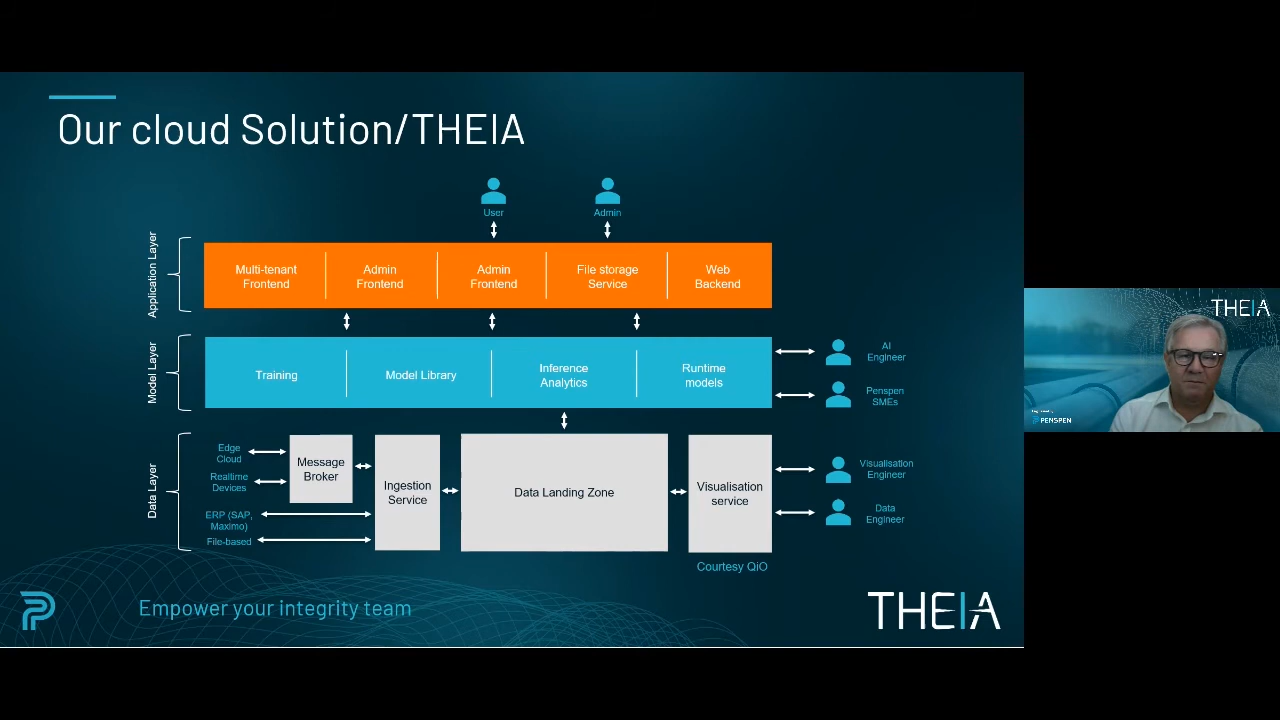 Our cloud Solution/THEIA
User
Admin
Application Layer
Multi-tenant
Frontend
Admin
Frontend
Admin
Frontend
File storage
Service
Web
Backend
Model Layer
Training
Model Library
Inference
Analytics
Runtime
models
AI
Engineer
Penspen
SMEs
Data Layer
Edge
Cloud
Realtime
Devices
ERP (SAP,
Maximo)
File-based
Message
Broker
Ingestion
Service
Data Landing Zone
Visualisation
service
Visualisation
Engineer
Data
Engineer
Courtesy QiO
Empower your integrity team
THEIA
THEIA
PENSPEN